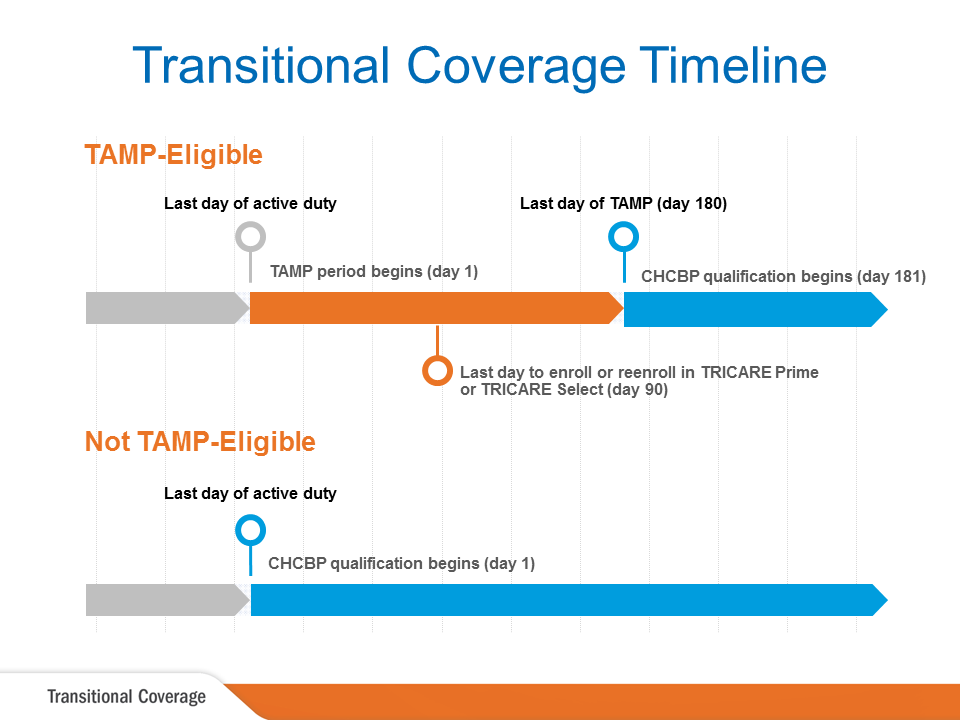 Transitional Coverage Timeline
TAMP-Eligible
Last day of active duty
Last day of TAMP (day 180)
TAMP period begins (day 1)
CHCBP qualification begins (day 181)
Last day to enroll or reenroll in TRICARE Prime
or TRICARE Select (day 90)
Not TAMP-Eligible
Last day of active duty
CHCBP qualification begins (day 1)
Transitional Coverage